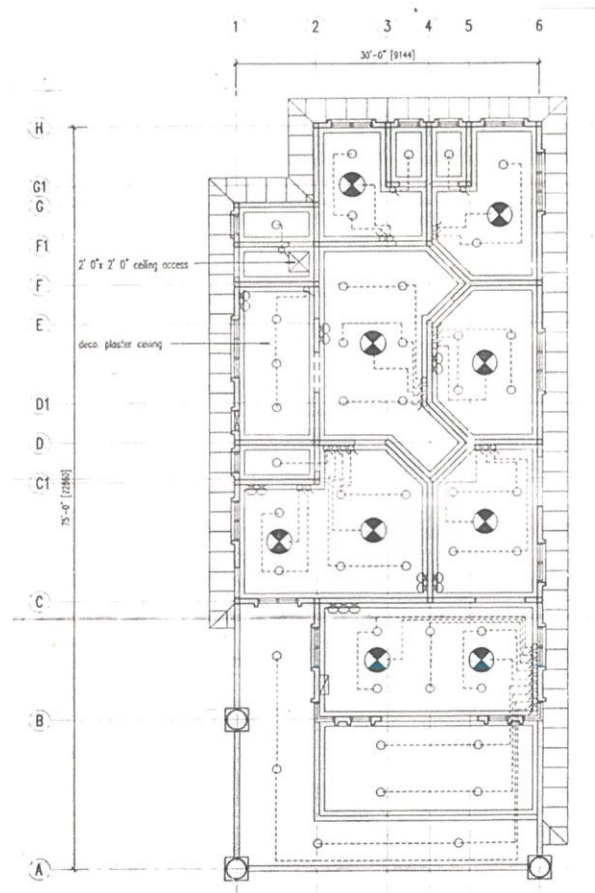 1 2 3 4 5 6
30'-0" [9144]
H
G1
G
F1
2' 0"x 2' 0" ceiling access
F
E
deco. plaster ceiling
D1
D
C1
75'-0" [22860]
C
B
A